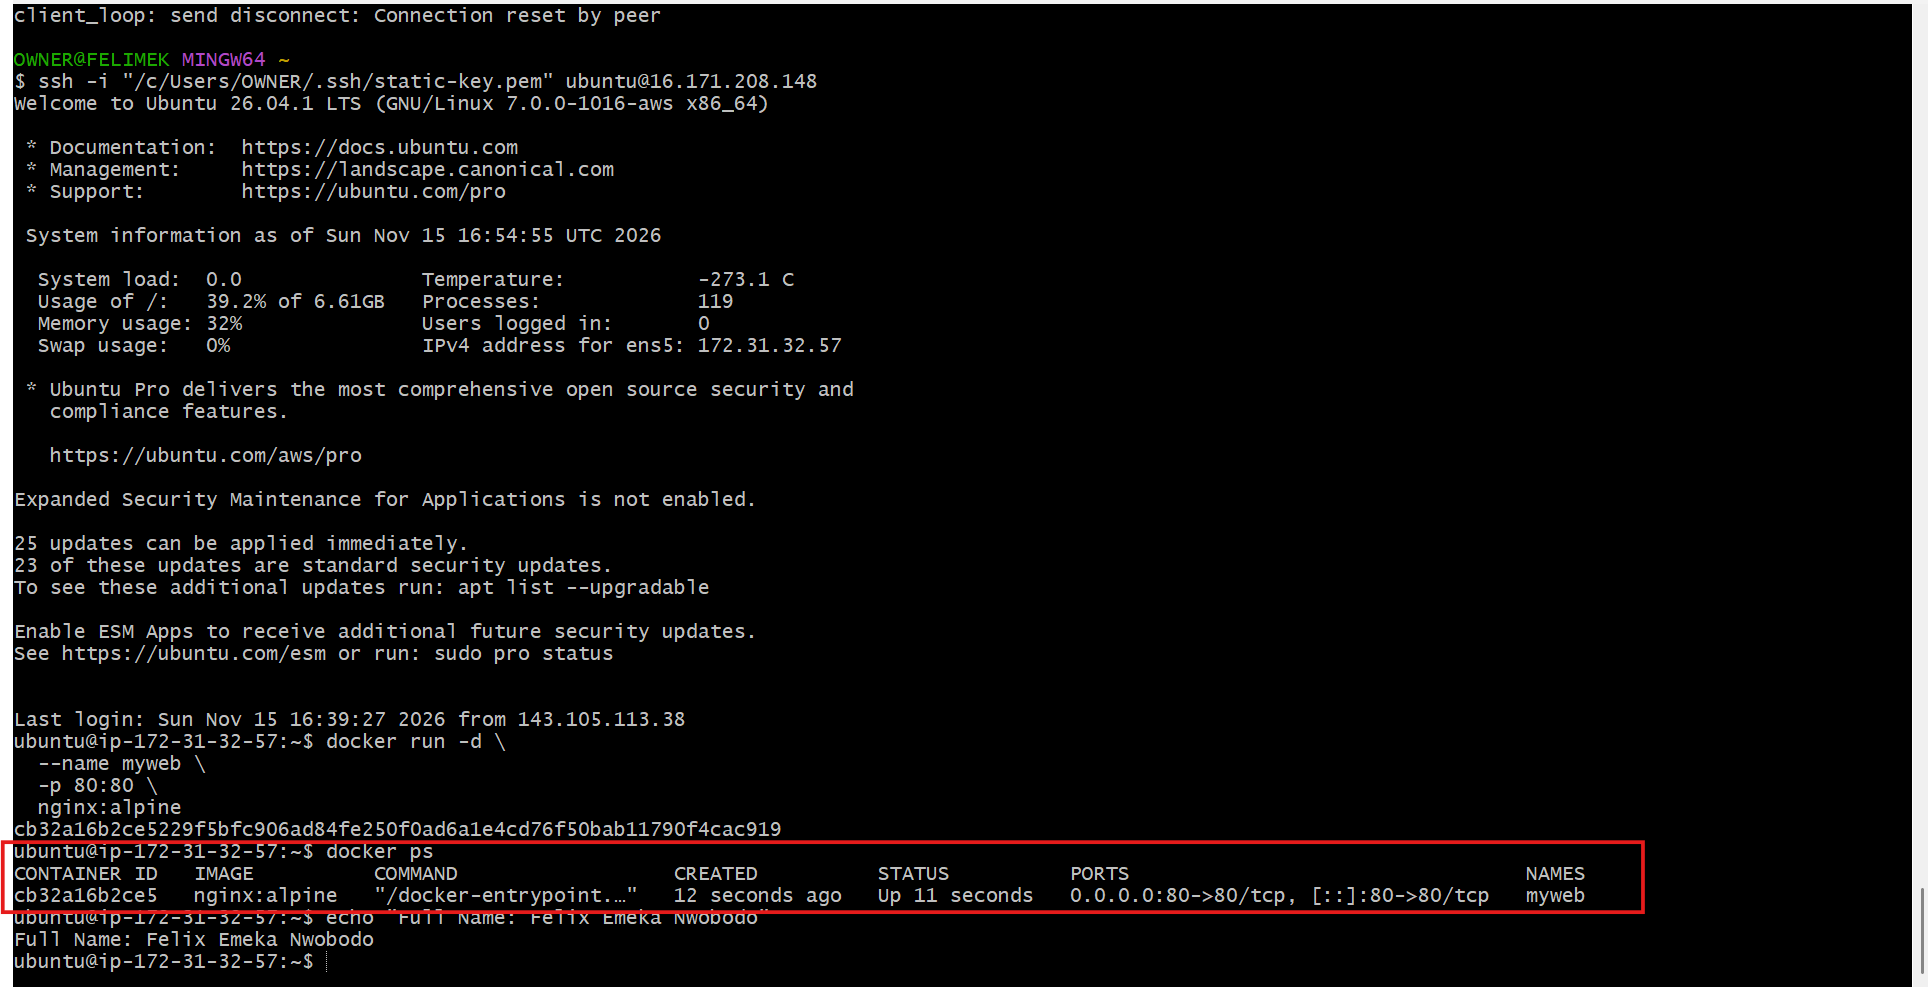 client_loop: send disconnect: Connection reset by peer
OWNER@FELIMEK MINGW64 ~
$ ssh -i "/c/Users/OWNER/.ssh/static-key.pem" ubuntu@16.171.208.148
Welcome to Ubuntu 26.04.1 LTS (GNU/Linux 7.0.0-1016-aws x86_64)
* Documentation:  https://docs.ubuntu.com
* Management:     https://landscape.canonical.com
* Support:        https://ubuntu.com/pro
System information as of Sun Nov 15 16:54:55 UTC 2026
System load:  0.0               Temperature:           -273.1 C
Usage of /:   39.2% of 6.61GB   Processes:             119
Memory usage: 32%               Users logged in:       0
Swap usage:   0%                IPv4 address for ens5: 172.31.32.57
* Ubuntu Pro delivers the most comprehensive open source security and
compliance features.
https://ubuntu.com/aws/pro
Expanded Security Maintenance for Applications is not enabled.
25 updates can be applied immediately.
23 of these updates are standard security updates.
To see these additional updates run: apt list --upgradable
Enable ESM Apps to receive additional future security updates.
See https://ubuntu.com/esm or run: sudo pro status
Last login: Sun Nov 15 16:39:27 2026 from 143.105.113.38
ubuntu@ip-172-31-32-57:~$ docker run -d \
--name myweb \
-p 80:80 \
nginx:alpine
cb32a16b2ce5229f5bfc906ad84fe250f0ad6a1e4cd76f50bab11790f4cac919
ubuntu@ip-172-31-32-57:~$ docker ps
CONTAINER ID   IMAGE          COMMAND                  CREATED          STATUS          PORTS                                 NAMES
cb32a16b2ce5   nginx:alpine   "/docker-entrypoint.…"   12 seconds ago   Up 11 seconds   0.0.0.0:80->80/tcp, [::]:80->80/tcp   myweb
ubuntu@ip-172-31-32-57:~$ echo "Full Name: Felix Emeka Nwobodo"
Full Name: Felix Emeka Nwobodo
ubuntu@ip-172-31-32-57:~$